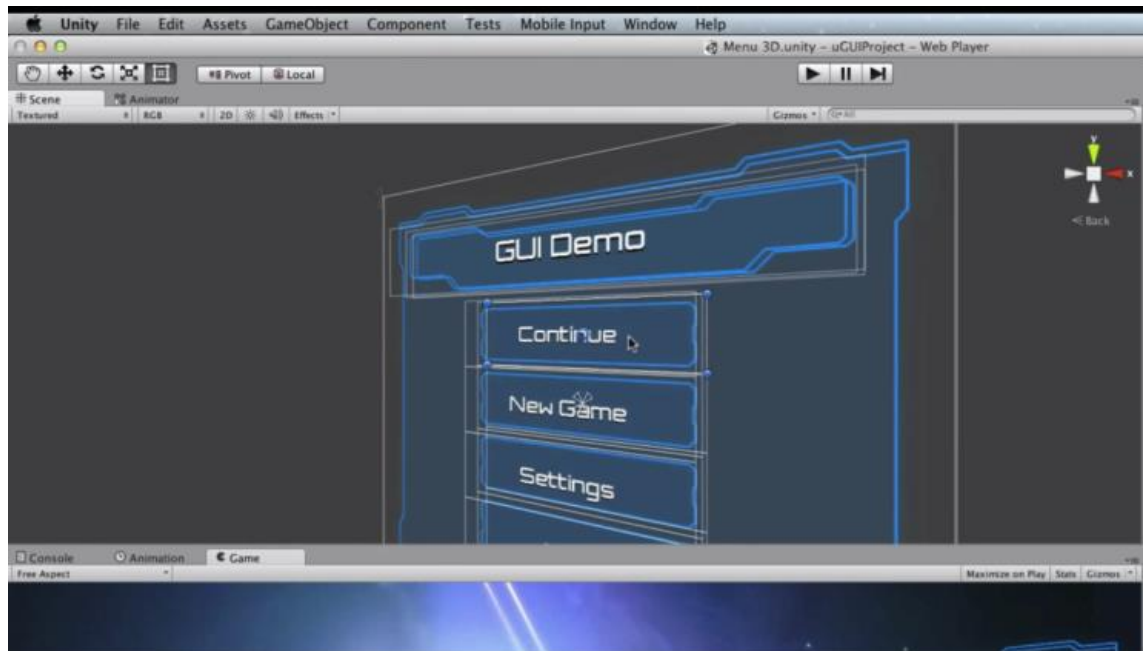 Unity File Edit Assets GameObject Component Tests Mobile Input Window Help
Menu 3D.unity - uGUIProject - Web Player
Pivot Local
Scene Animator
Textured RGB 2D Effects Gizmos All
y
x
Back
GUI Demo
Continue
New Game
Settings
Console Animation Game
Free Aspect Maximize on Play Stats Gizmos